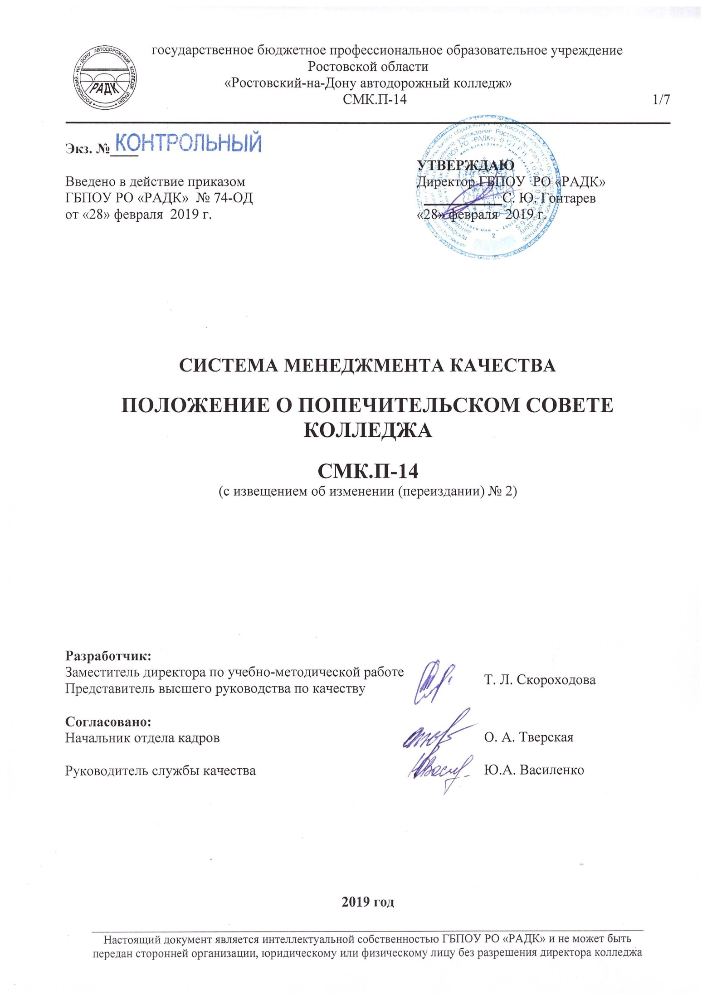 РОСТОВСКИЙ-НА-ДОНУ АВТОДОРОЖНЫЙ КОЛЛЕДЖ (РАДК)
РАДК
государственное бюджетное профессиональное образовательное учреждение
Ростовской области
«Ростовский-на-Дону автодорожный колледж»
СМК.П-14 1/7
Экз. №____ КОНТРОЛЬНЫЙ
УТВЕРЖДАЮ
Введено в действие приказом
Директор ГБПОУ РО «РАДК»
ГБПОУ РО «РАДК» № 74-ОД
___________С. Ю. Гонтарев
от «28» февраля 2019 г.
«28» февраля 2019 г.
2
СИСТЕМА МЕНЕДЖМЕНТА КАЧЕСТВА
ПОЛОЖЕНИЕ О ПОПЕЧИТЕЛЬСКОМ СОВЕТЕ
КОЛЛЕДЖА
СМК.П-14
(с извещением об изменении (переиздании) № 2)
Разработчик:
Заместитель директора по учебно-методической работе
Представитель высшего руководства по качеству
Т. Л. Скороходова
Согласовано:
Начальник отдела кадров О. А. Тверская
Руководитель службы качества Ю.А. Василенко
2019 год
Настоящий документ является интеллектуальной собственностью ГБПОУ РО «РАДК» и не может быть
передан сторонней организации, юридическому или физическому лицу без разрешения директора колледжа